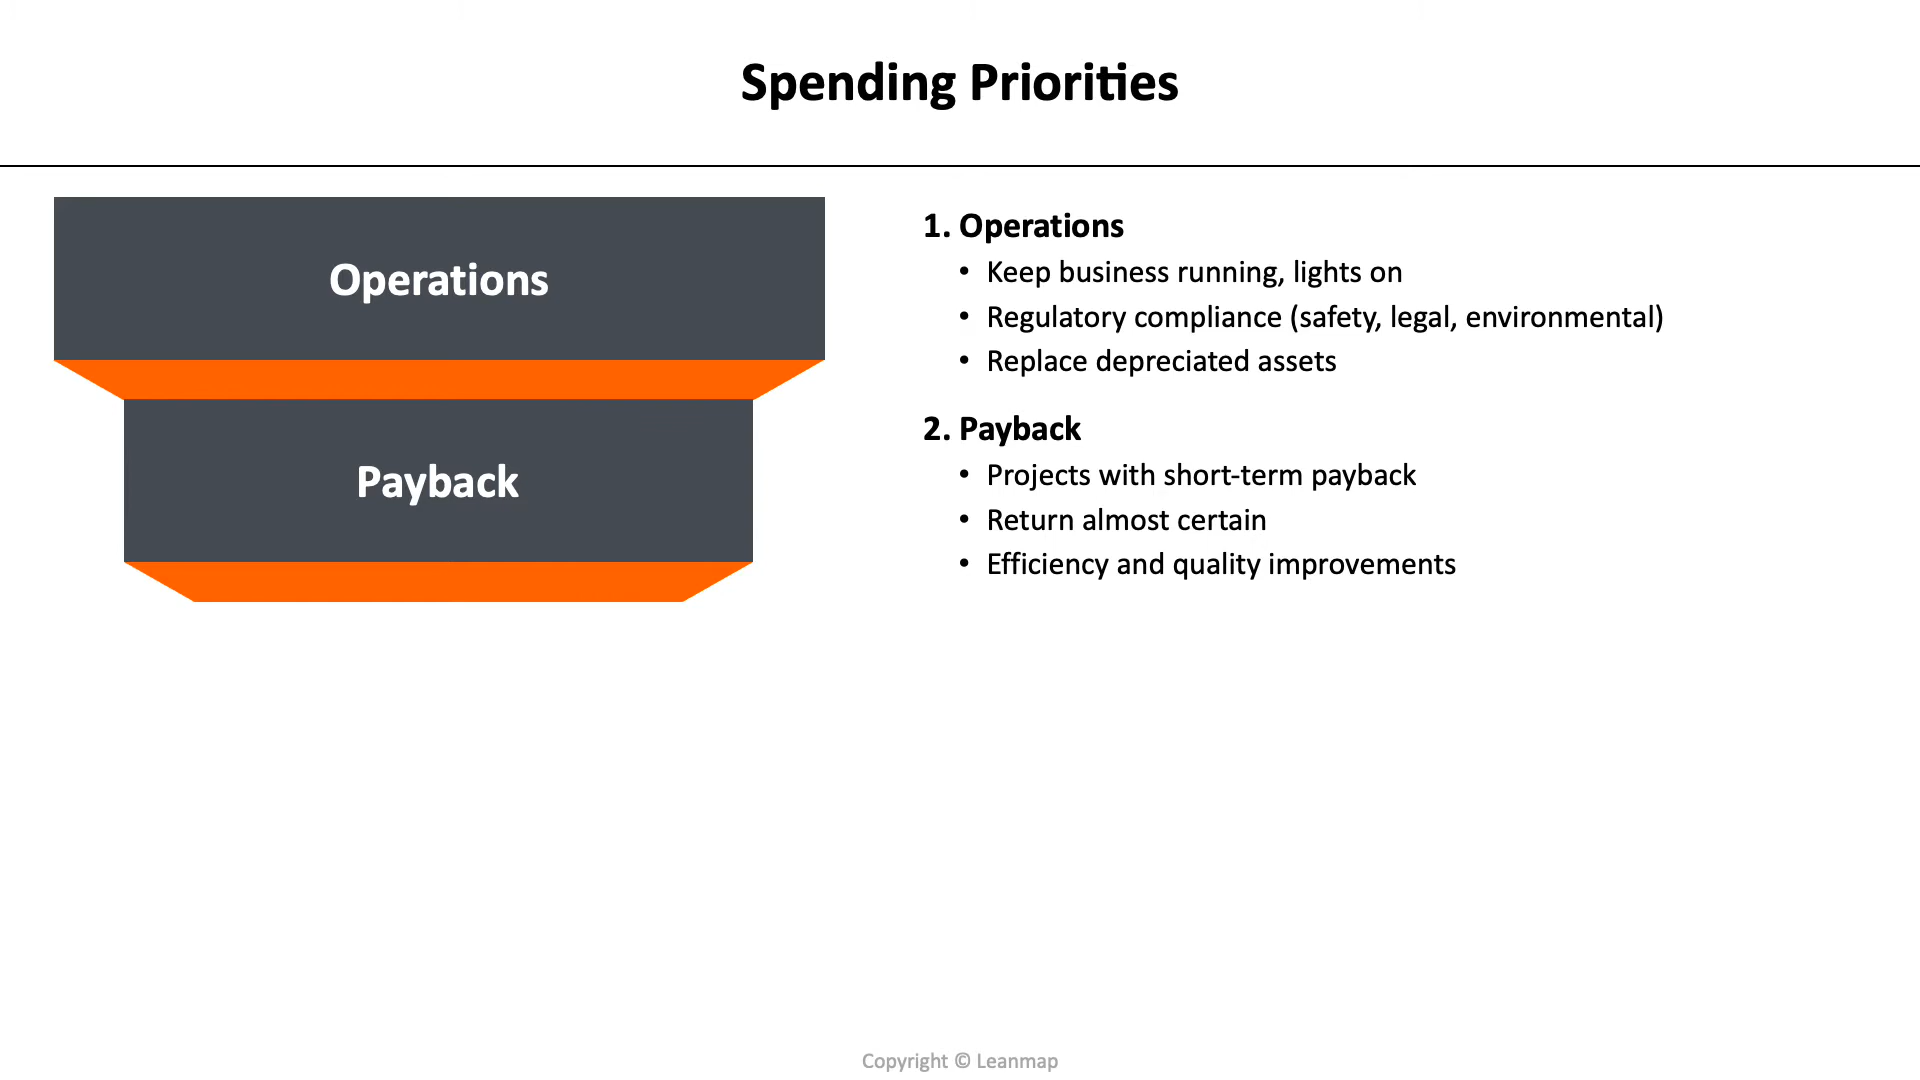 Spending Priorities
Operations
Payback
1. Operations
• Keep business running, lights on
• Regulatory compliance (safety, legal, environmental)
• Replace depreciated assets
2. Payback
• Projects with short-term payback
• Return almost certain
• Efficiency and quality improvements
Copyright © Leanmap